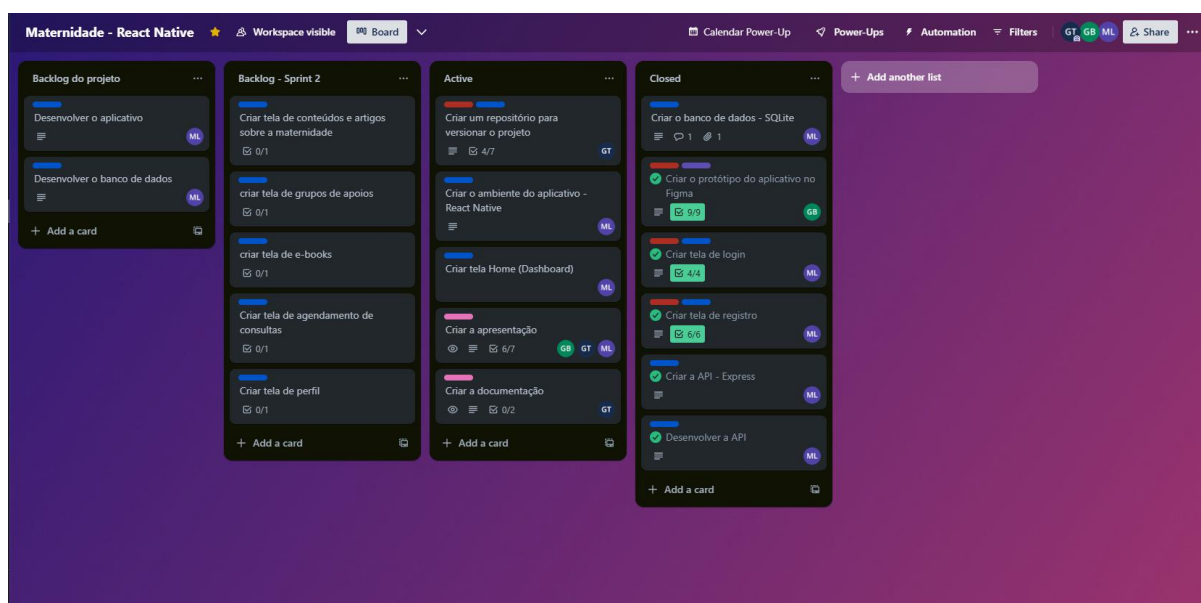 Maternidade - React Native
Workspace visible
Board
Calendar Power-Up
Power-Ups
Automation
Filters
GT
GB
ML
Share
Backlog do projeto
Desenvolver o aplicativo
ML
Desenvolver o banco de dados
ML
+ Add a card
Backlog - Sprint 2
Criar tela de conteúdos e artigos
sobre a maternidade
0/1
criar tela de grupos de apoios
0/1
criar tela de e-books
0/1
Criar tela de agendamento de
consultas
0/1
Criar tela de perfil
0/1
+ Add a card
Active
Criar um repositório para
versionar o projeto
4/7
GT
Criar o ambiente do aplicativo -
React Native
ML
Criar tela Home (Dashboard)
ML
Criar a apresentação
6/7
GB GT ML
Criar a documentação
0/2
GT
+ Add a card
Closed
Criar o banco de dados - SQLite
1 1
ML
Criar o protótipo do aplicativo no
Figma
9/9
GB
Criar tela de login
4/4
ML
Criar tela de registro
6/6
ML
Criar a API - Express
ML
Desenvolver a API
ML
+ Add a card
+ Add another list